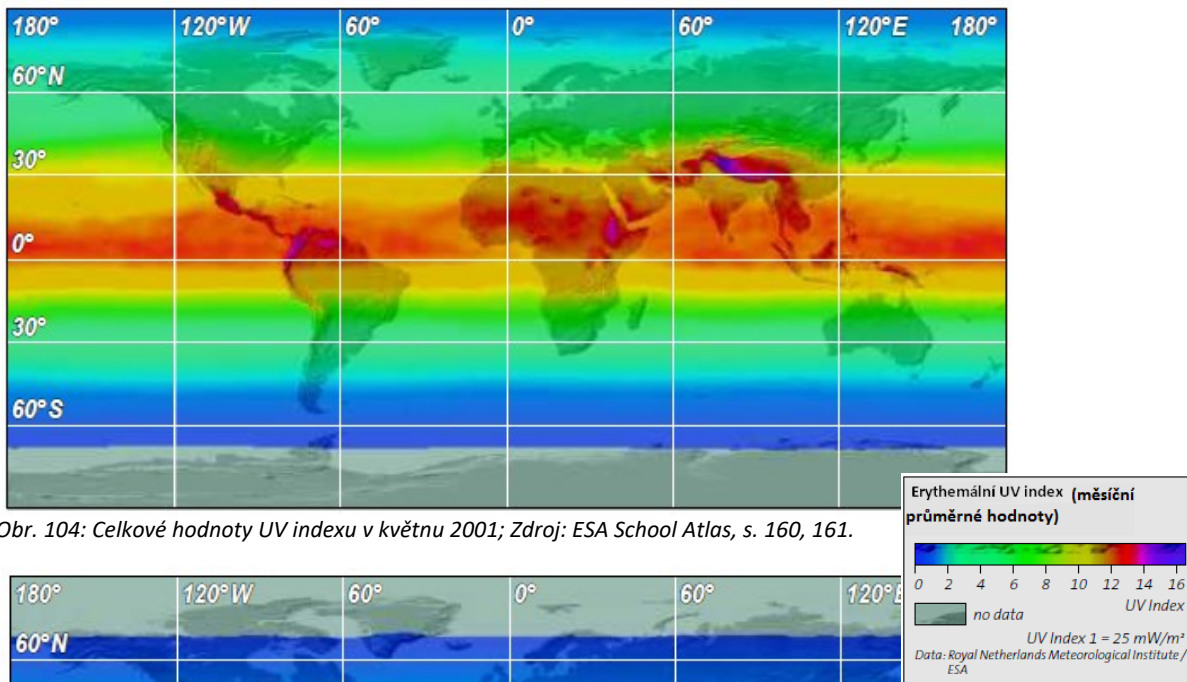 180° 120°W 60° 0° 60° 120°E 180°
60°N
30°
0°
30°
60°S
Obr. 104: Celkové hodnoty UV indexu v květnu 2001; Zdroj: ESA School Atlas, s. 160, 161.
Erythemální UV index (měsíční
průměrné hodnoty)
0 2 4 6 8 10 12 14 16
UV Index
no data
UV Index 1 = 25 mW/m²
Data: Royal Netherlands Meteorological Institute /
ESA
180° 120°W 60° 0° 60° 120°E
60°N